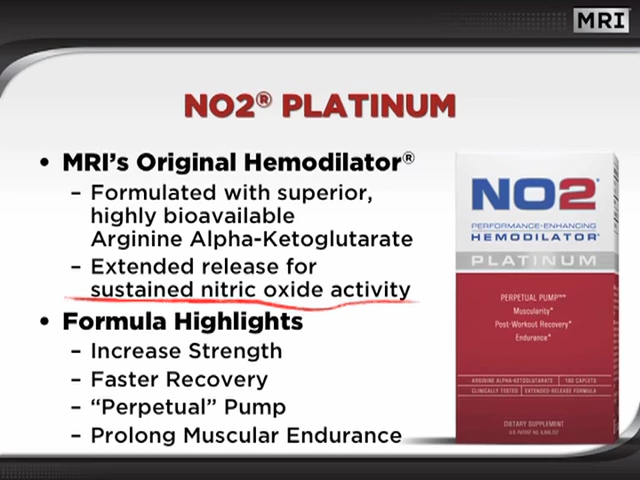 MRI
NO2® PLATINUM
• MRI's Original Hemodilator®
– Formulated with superior,
highly bioavailable
Arginine Alpha-Ketoglutarate
– Extended release for
sustained nitric oxide activity
• Formula Highlights
– Increase Strength
– Faster Recovery
– “Perpetual” Pump
– Prolong Muscular Endurance
NO2®
PERFORMANCE-ENHANCING
HEMODILATOR®
PLATINUM
PERPETUAL PUMP
Muscularity*
Post-Workout Recovery*
Endurance*
ARGININE ALPHA-KETOGLUTARATE | 180 CAPLETS
CLINICALLY TESTED | EXTENDED-RELEASE FORMULA
DIETARY SUPPLEMENT
U.S. PATENT NO.